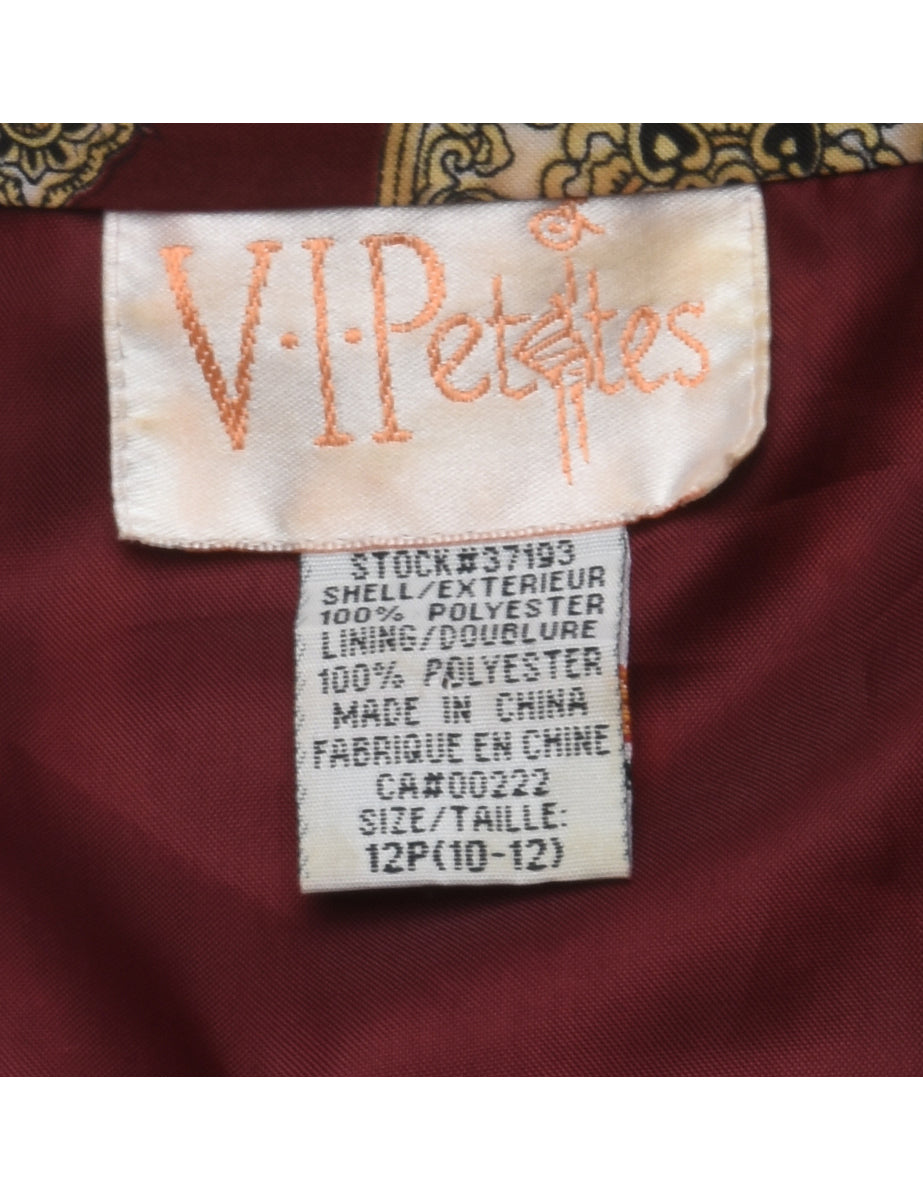 V·I·Petites
STOCK#37193
SHELL/EXTERIEUR
100% POLYESTER
LINING/DOUBLURE
100% POLYESTER
MADE IN CHINA
FABRIQUE EN CHINE
CA#00222
SIZE/TAILLE:
12P(10-12)